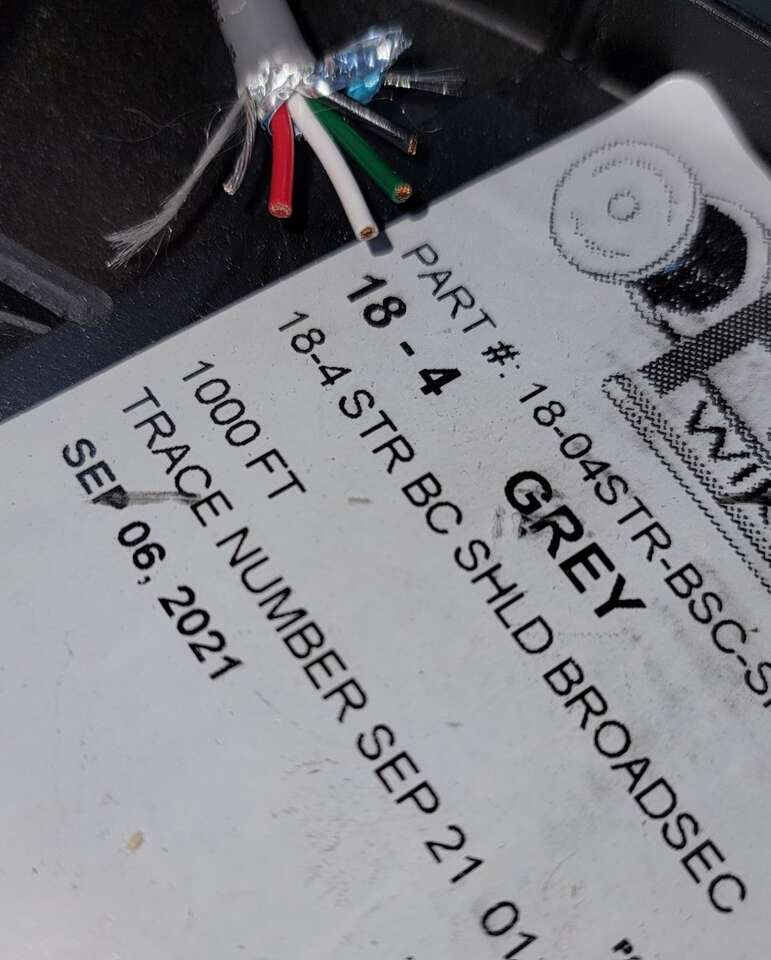 PART #: 18-04STR-BSC-S
18 - 4 GREY
18-4 STR BC SHLD BROADSEC
1000 FT
TRACE NUMBER SEP 21 01
SEP 06, 2021